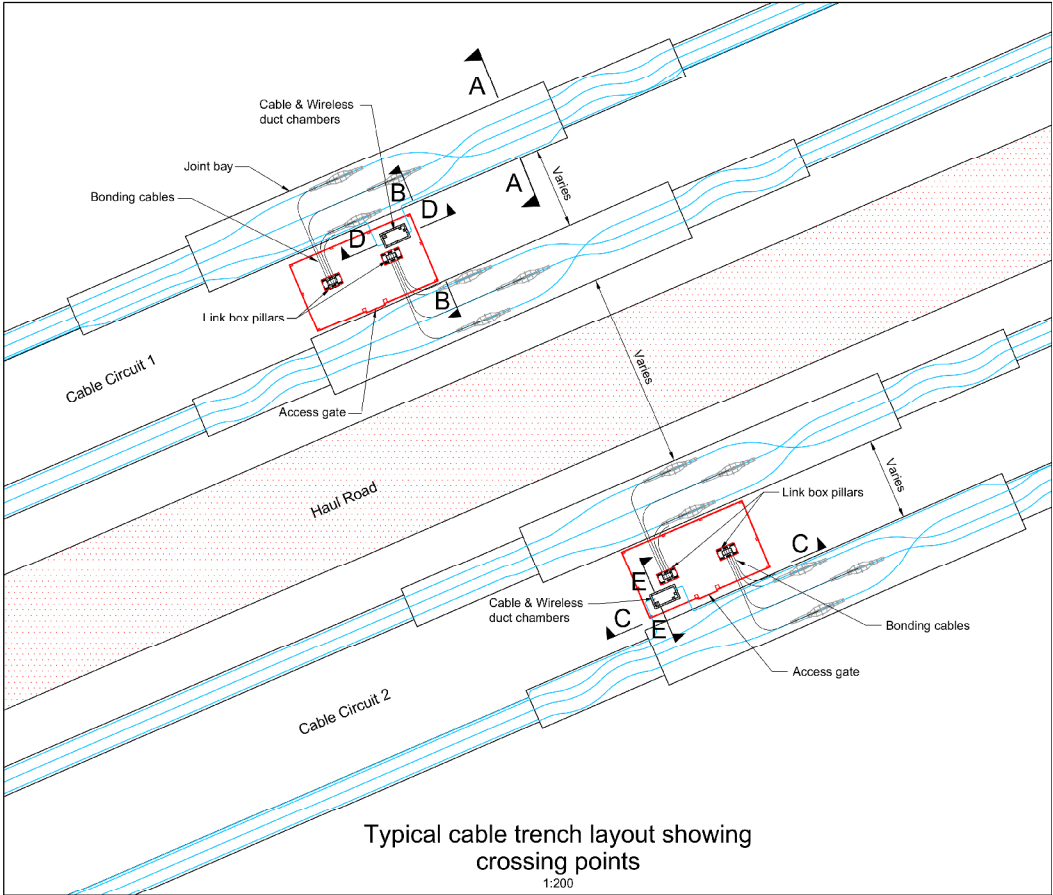 A
Cable & Wireless
duct chambers
Joint bay
Varies
A
B
Bonding cables
D
D
B
Link box pillars
Cable Circuit 1
Varies
Access gate
Haul Road
Varies
Link box pillars
C
E
Cable & Wireless
duct chambers
C
E
Bonding cables
Access gate
Cable Circuit 2
Typical cable trench layout showing
crossing points
1:200